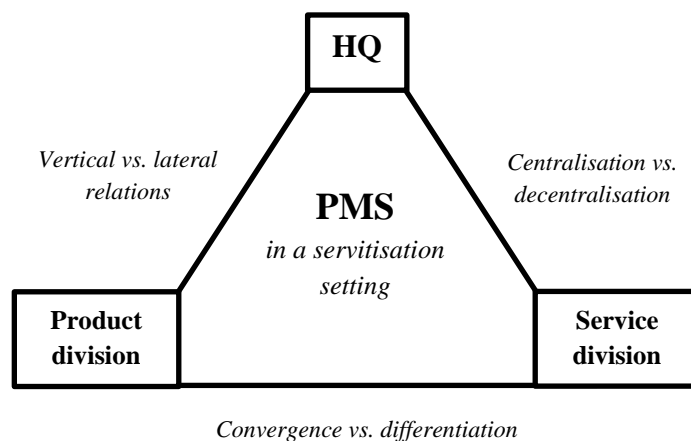 HQ
Vertical vs. lateral
relations
Centralisation vs.
decentralisation
PMS
in a servitisation
setting
Product
division
Service
division
Convergence vs. differentiation